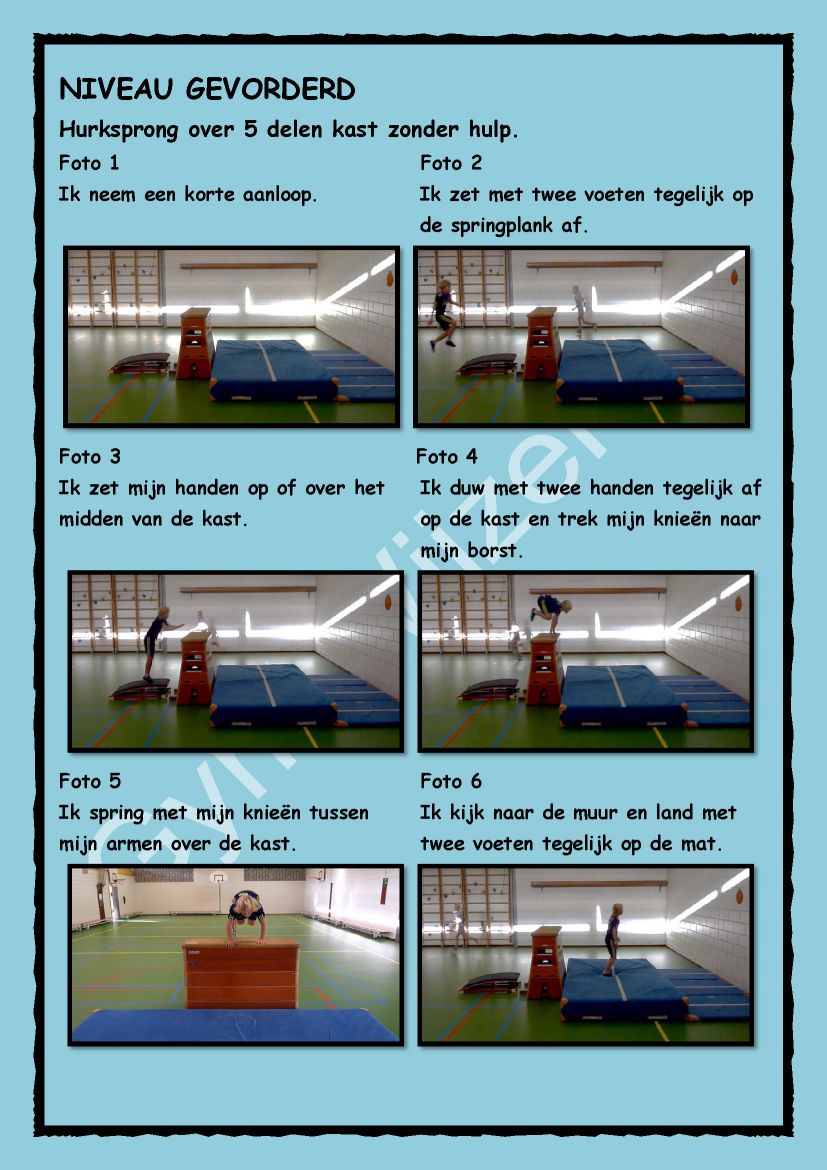 NIVEAU GEVORDERD
Hurksprong over 5 delen kast zonder hulp.
Foto 1
Ik neem een korte aanloop.
Foto 2
Ik zet met twee voeten tegelijk op
de springplank af.
Foto 3
Ik zet mijn handen op of over het
midden van de kast.
Foto 4
Ik duw met twee handen tegelijk af
op de kast en trek mijn knieën naar
mijn borst.
Foto 5
Ik spring met mijn knieën tussen
mijn armen over de kast.
Foto 6
Ik kijk naar de muur en land met
twee voeten tegelijk op de mat.